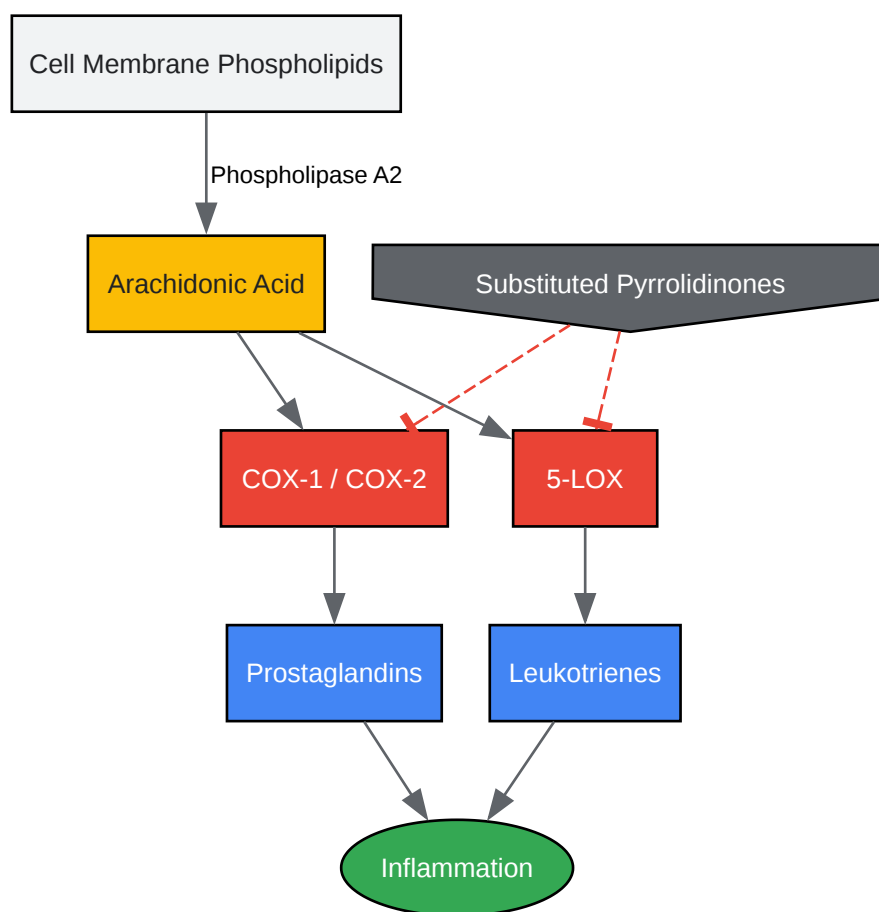 Cell Membrane Phospholipids
Phospholipase A2
Arachidonic Acid
Substituted Pyrrolidinones
COX-1 / COX-2
5-LOX
Prostaglandins
Leukotrienes
Inflammation